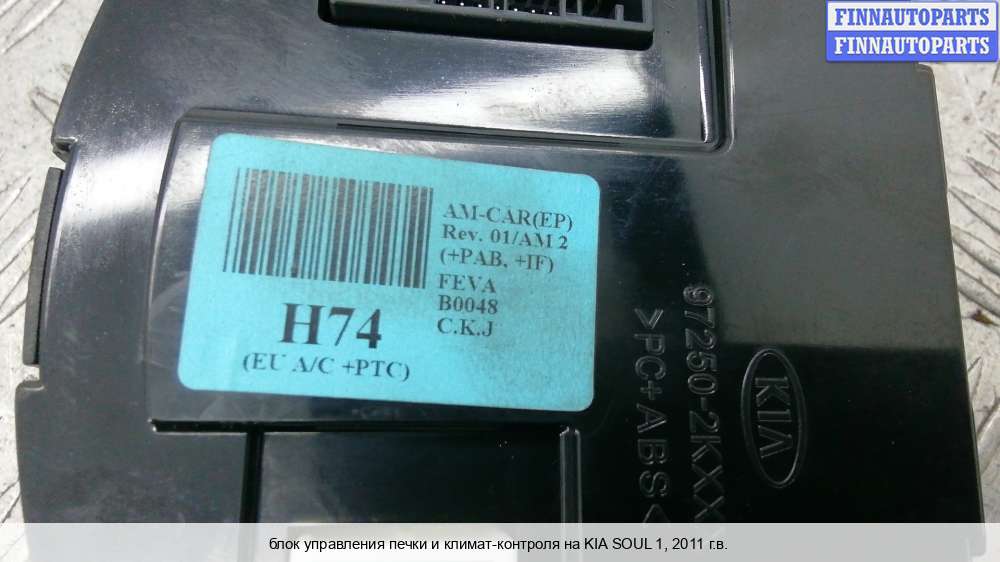 FINNAUTOPARTS
FINNAUTOPARTS
AM-CAR(EP)
Rev. 01/AM 2
(+PAB, +IF)
FEVA
B0048
C.K.J
H74
(EU A/C +PTC)
97250-2KXXX
>PC+ABS<
KIA
блок управления печки и климат-контроля на KIA SOUL 1, 2011 г.в.